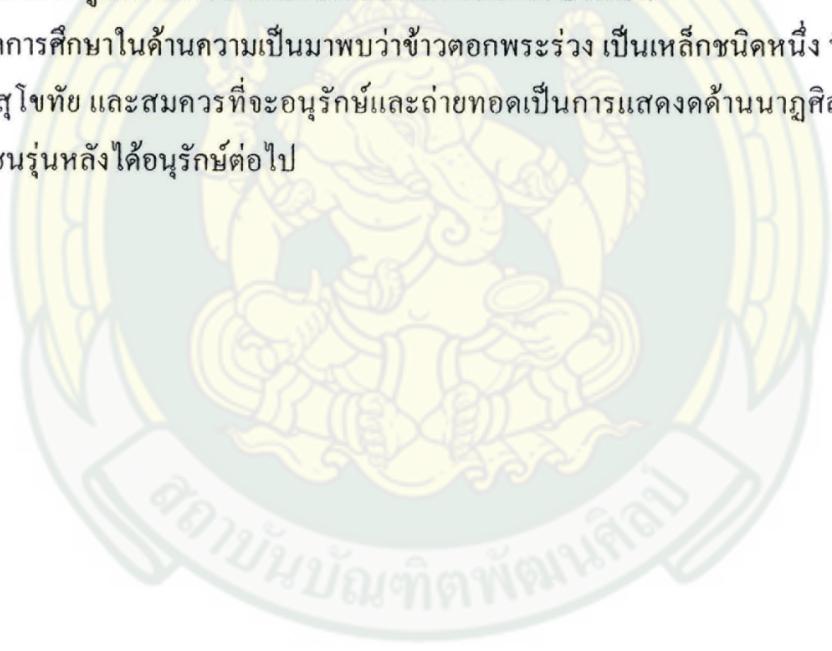 การศึกษาในด้านความเป็นมาพบว่าข้าวตอกพระร่วง เป็นเหล็กชนิดหนึ่ง
สุโขทัย และสมควรที่จะอนุรักษ์และถ่ายทอดเป็นการแสดงดด้านนาฏศิล
ชนรุ่นหลังได้อนุรักษ์ต่อไป
สถาบันบัณฑิตพัฒนศิลป์